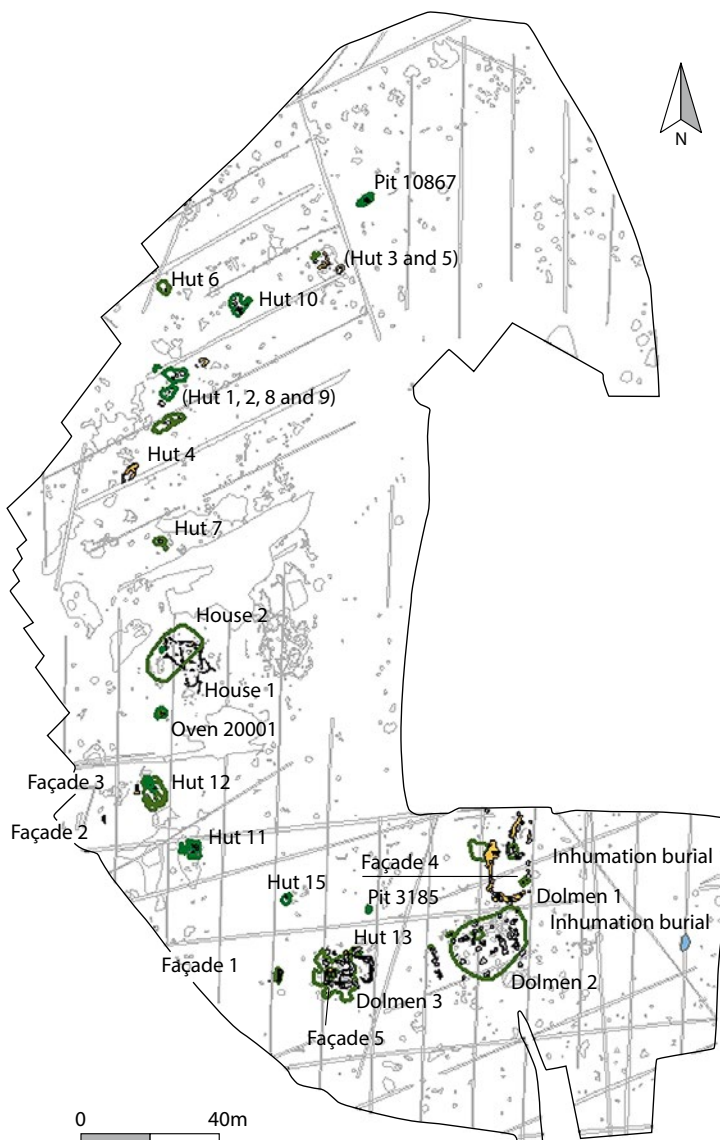 N
Pit 10867
(Hut 3 and 5)
Hut 6
Hut 10
(Hut 1, 2, 8 and 9)
Hut 4
Hut 7
House 2
House 1
Oven 20001
Façade 3
Hut 12
Façade 2
Hut 11
Façade 4
Inhumation burial
Hut 15
Pit 3185
Dolmen 1
Inhumation burial
Hut 13
Façade 1
Dolmen 2
Dolmen 3
Façade 5
0 40m